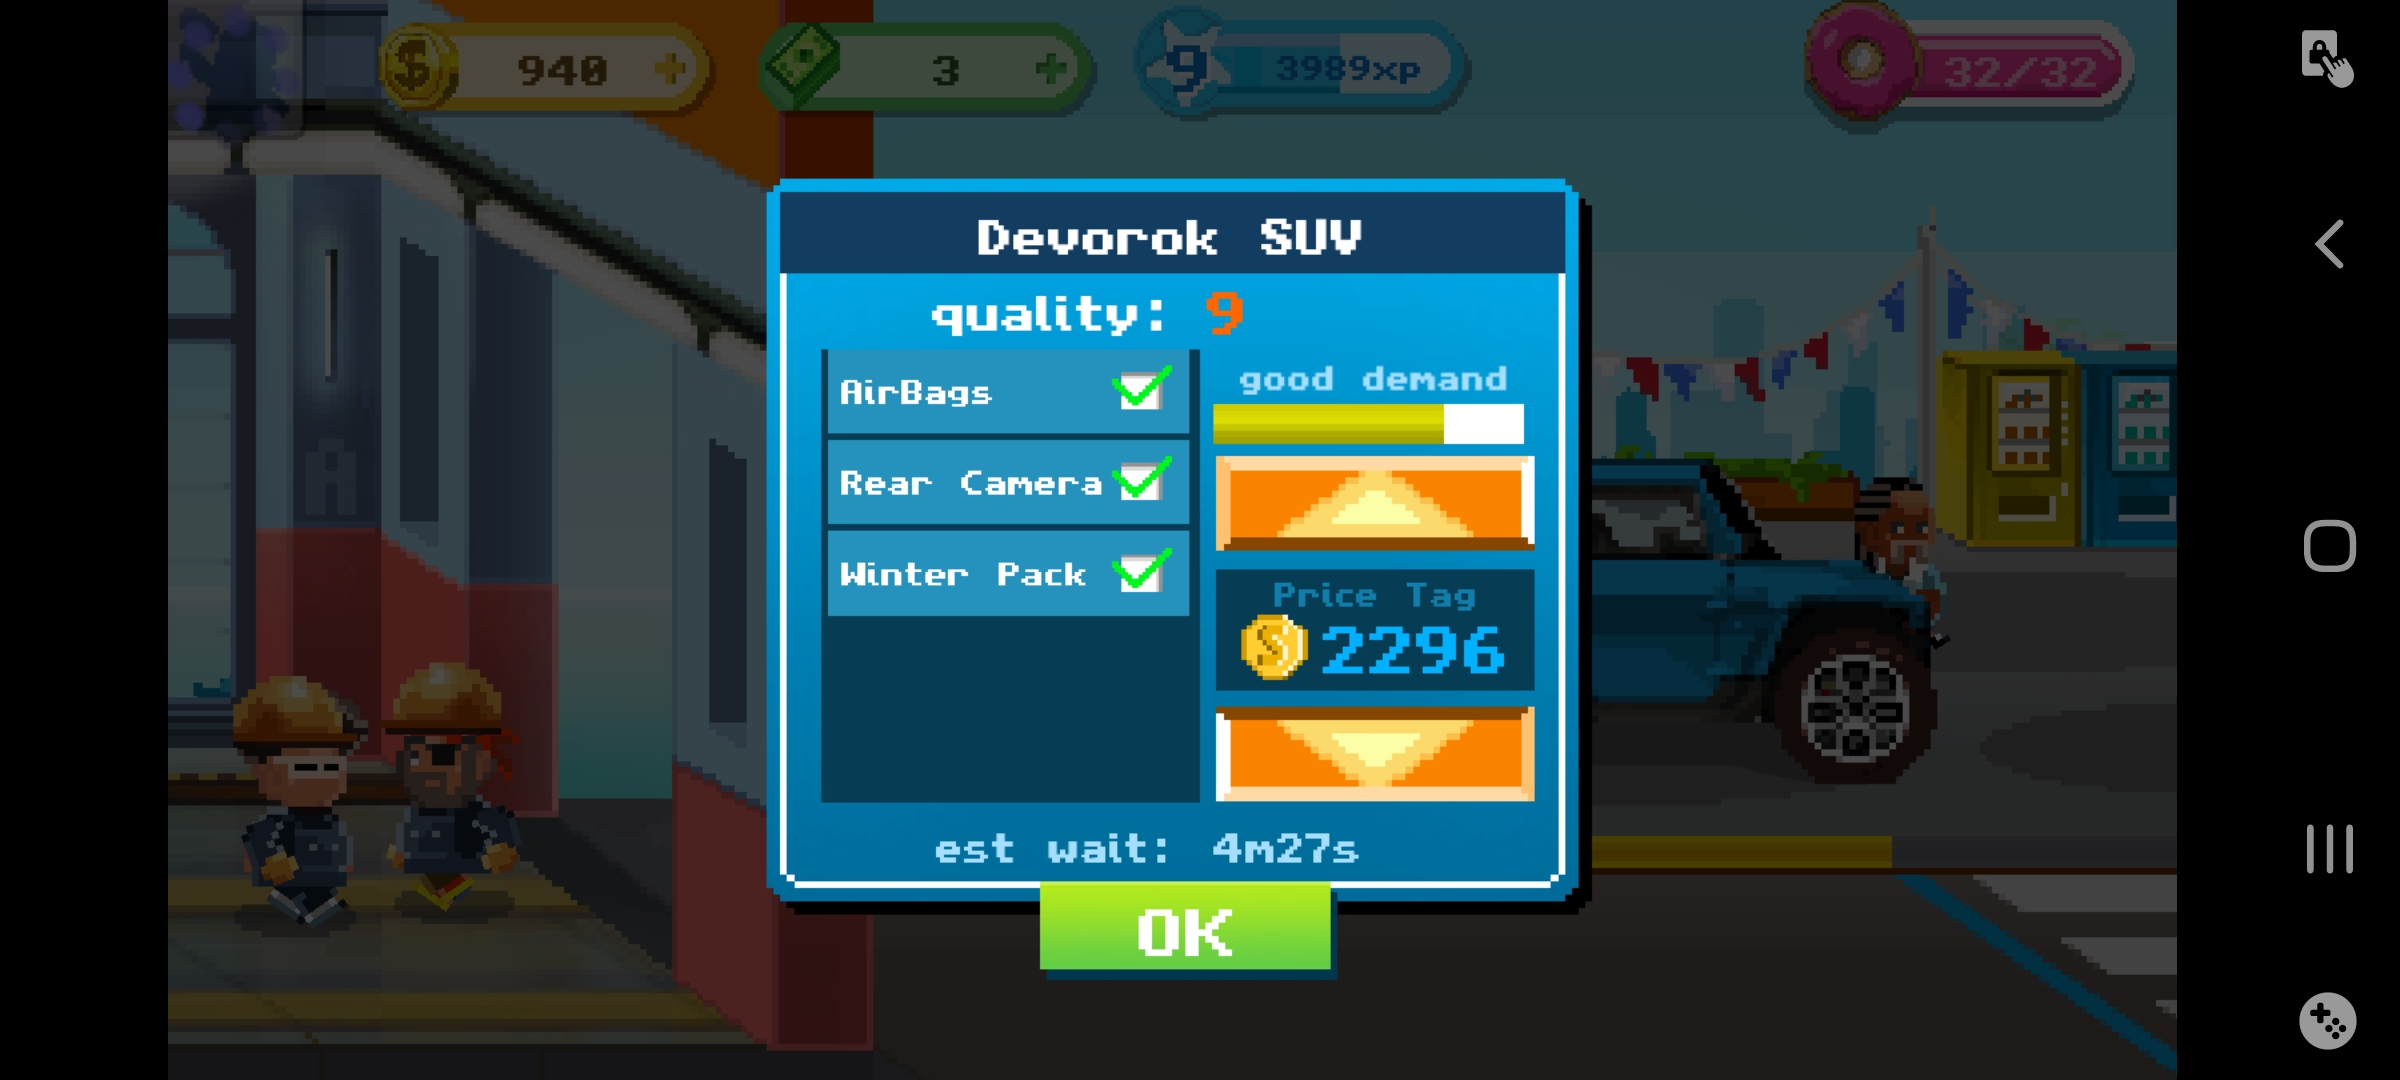 940
3
9
3989xp
32/32
Devorok SUV
quality: 9
AirBags
Rear Camera
Winter Pack
good demand
Price Tag
2296
est wait: 4m27s
OK